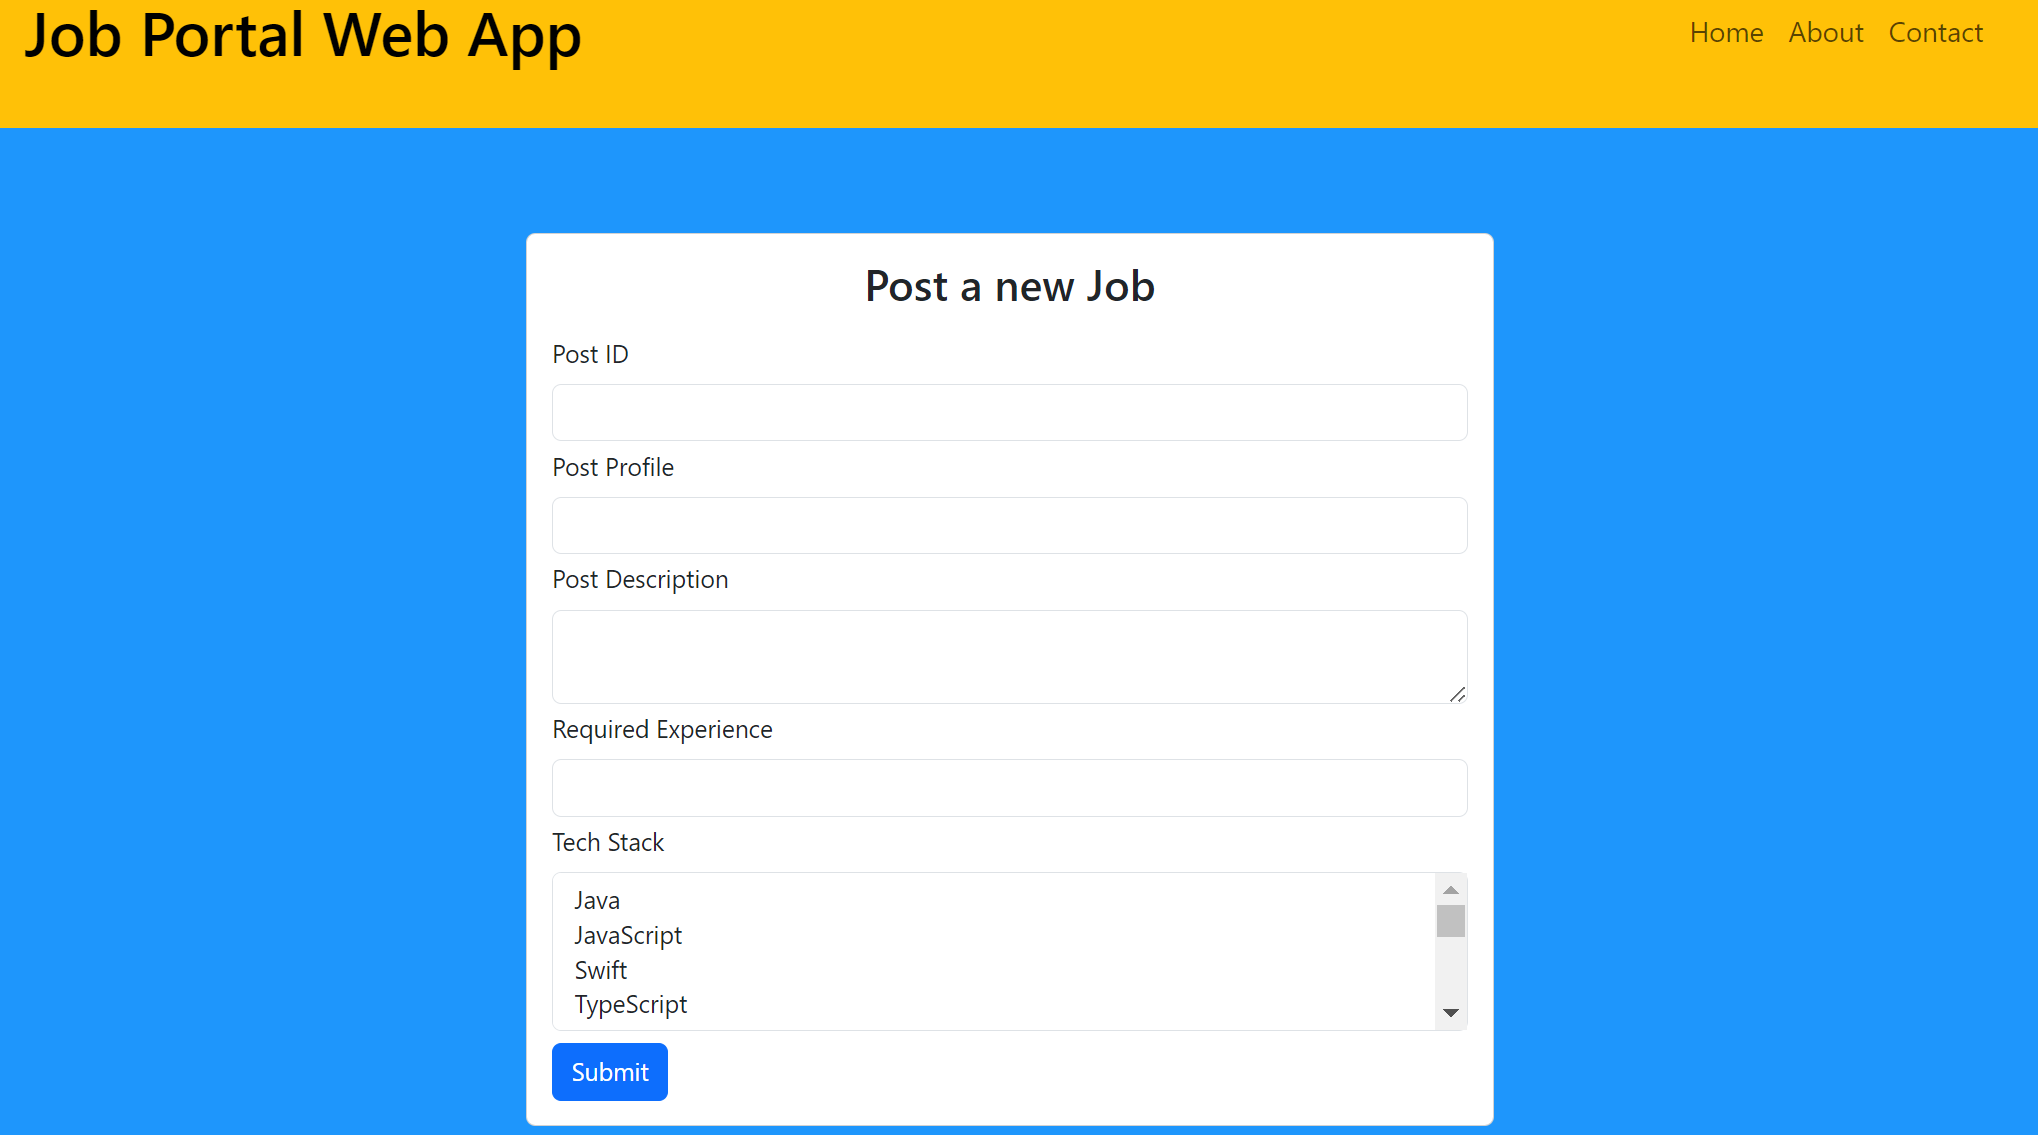 Job Portal Web App
Home About Contact
Post a new Job
Post ID
Post Profile
Post Description
Required Experience
Tech Stack
Java
JavaScript
Swift
TypeScript
Submit